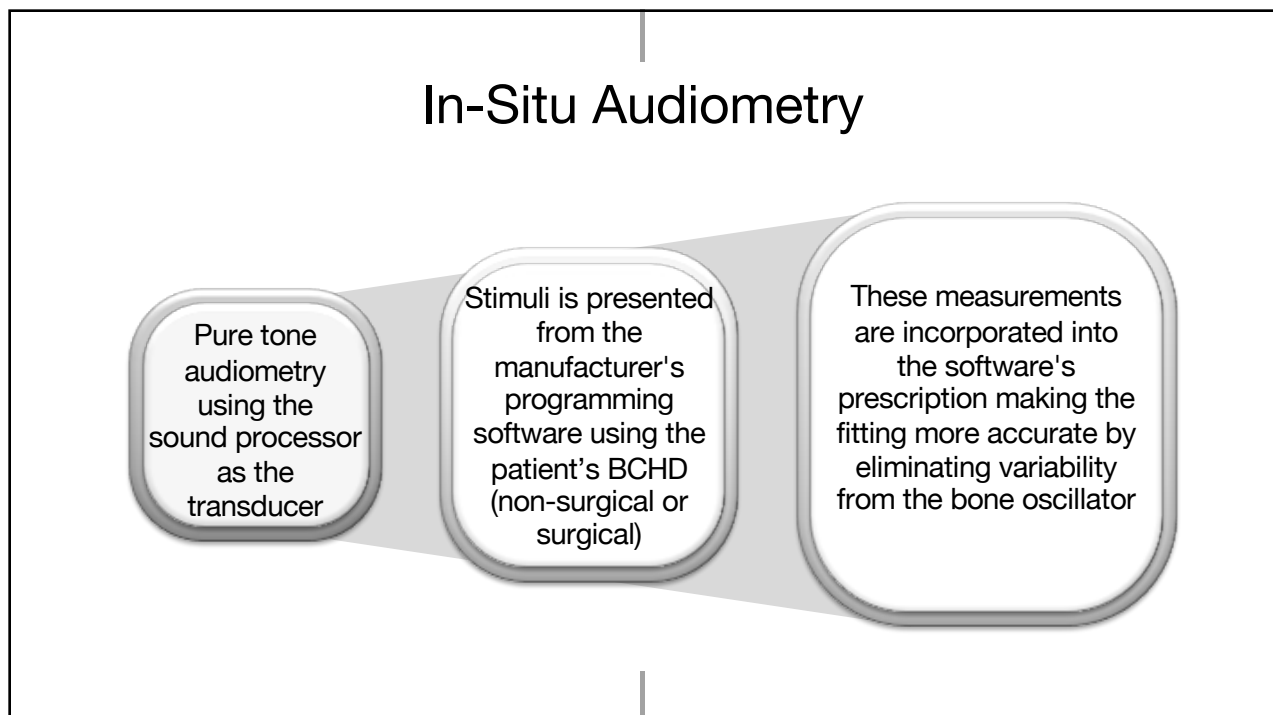 In-Situ Audiometry
Pure tone
audiometry
using the
sound processor
as the
transducer
Stimuli is presented
from the
manufacturer's
programming
software using the
patient’s BCHD
(non-surgical or
surgical)
These measurements
are incorporated into
the software's
prescription making the
fitting more accurate by
eliminating variability
from the bone oscillator